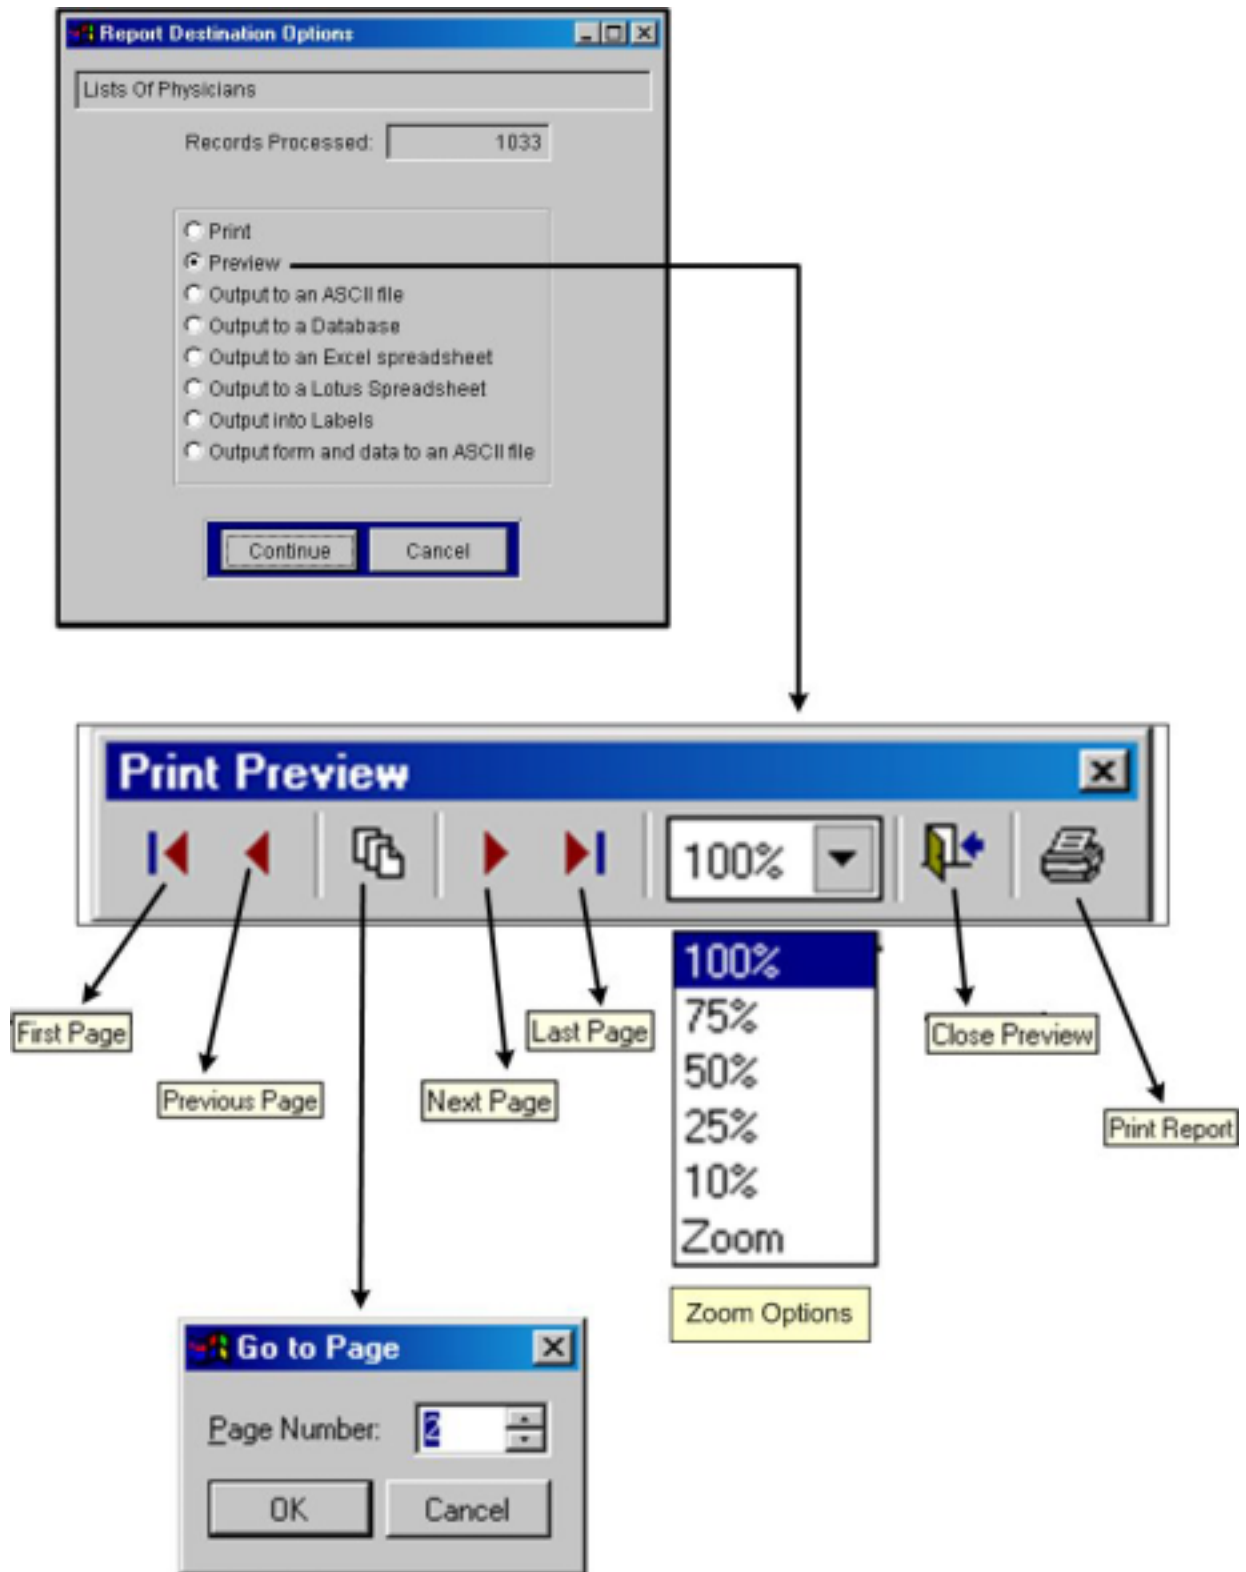 Report Destination Options
Lists Of Physicians
Records Processed: 1033
Print
Preview
Output to an ASCII file
Output to a Database
Output to an Excel spreadsheet
Output to a Lotus Spreadsheet
Output into Labels
Output form and data to an ASCII file
Continue Cancel
Print Preview
100%
100%
75%
50%
25%
10%
Zoom
First Page
Previous Page
Next Page
Last Page
Close Preview
Print Report
Zoom Options
Go to Page
Page Number: 2
OK Cancel